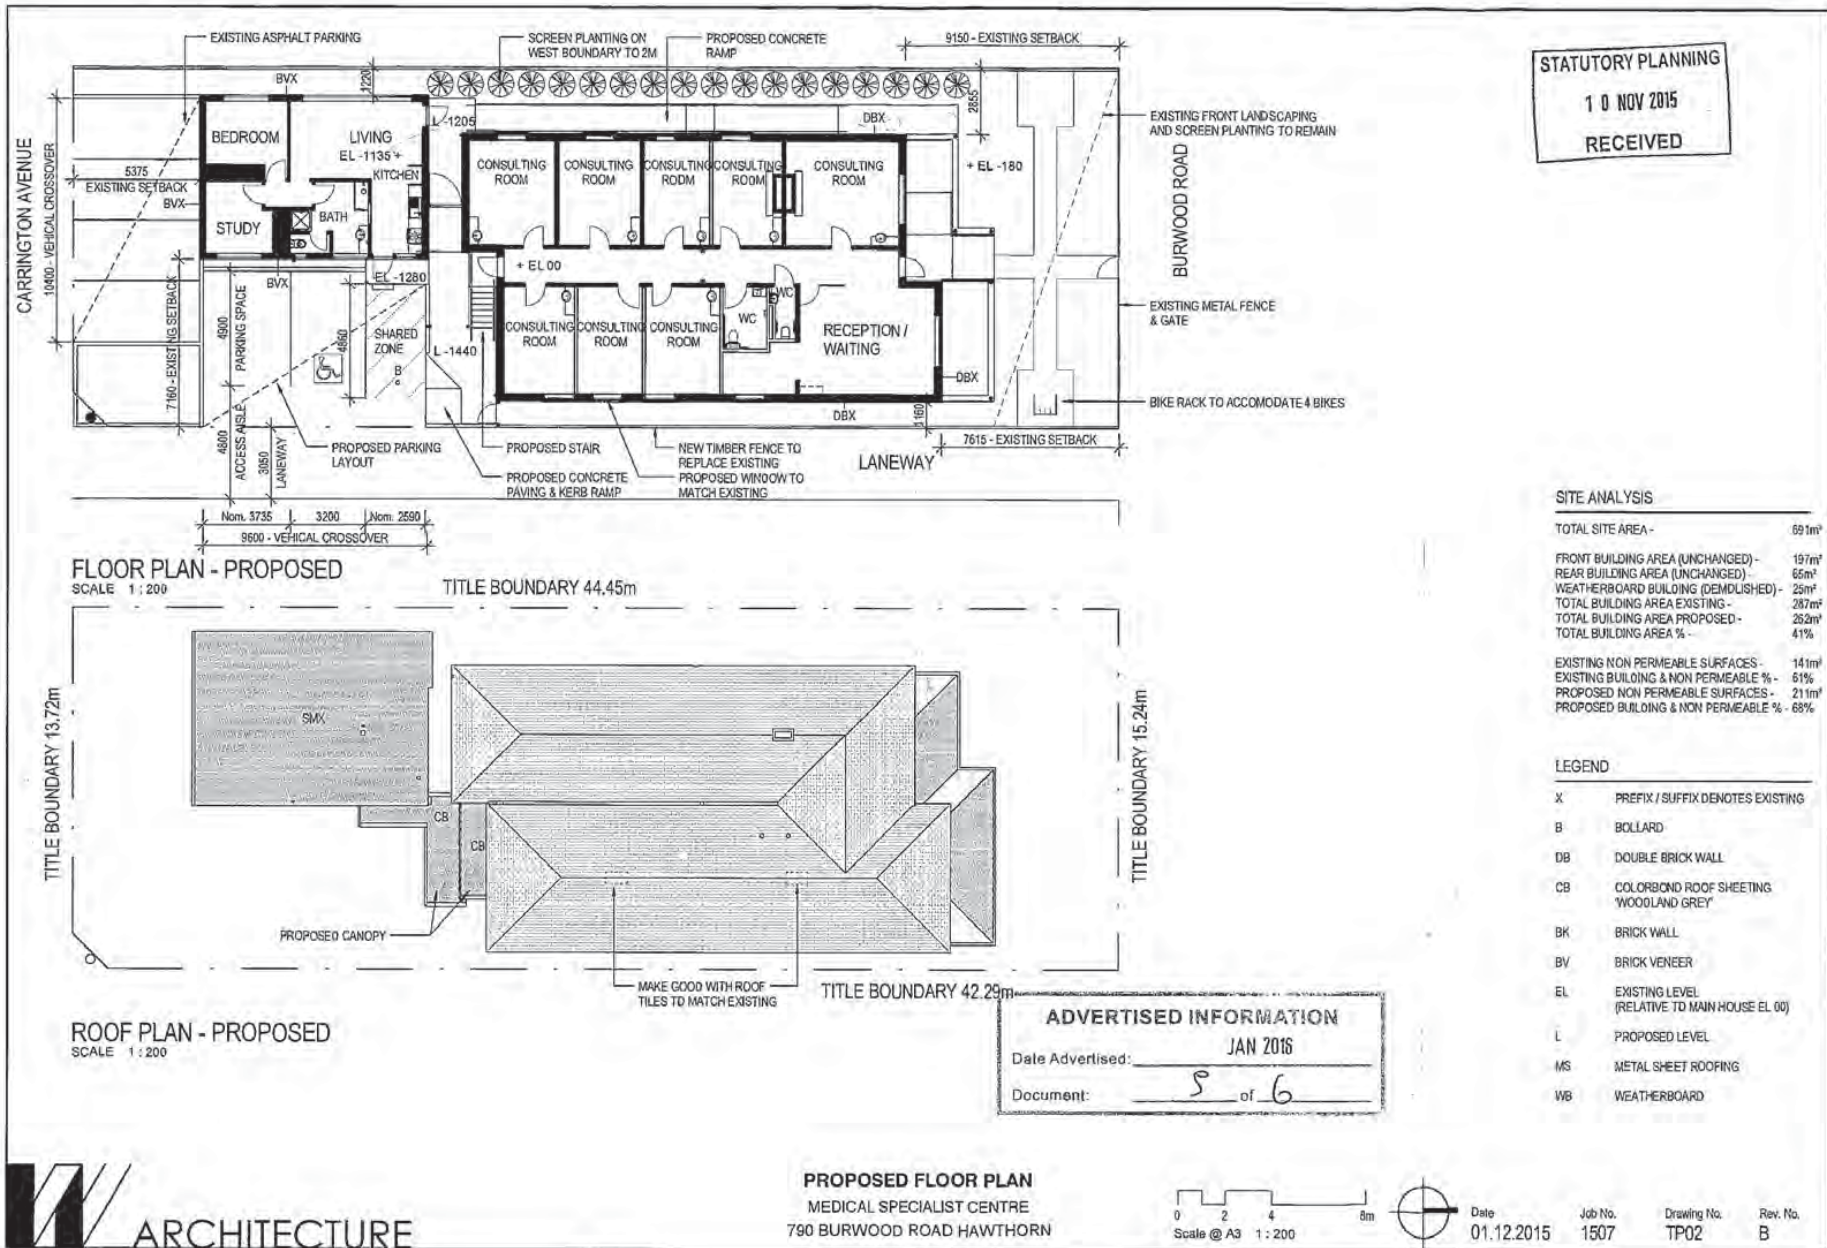 EXISTING ASPHALT PARKING
SCREEN PLANTING ON
WEST BOUNDARY TO 2M
PROPOSED CONCRETE
RAMP
9150 - EXISTING SETBACK
STATUTORY PLANNING
1 0 NOV 2015
RECEIVED
CARRINGTON AVENUE
10400 - VEHICAL CROSSOVER
BVX
1220
2855
BEDROOM
LIVING
EL -1135 +
KITCHEN
L -1205
DBX
5375
EXISTING SETBACK
BVX
STUDY
BATH
BVX
EL -1280
CONSULTING
ROOM
CONSULTING
ROOM
CONSULTING
ROOM
CONSULTING
ROOM
CONSULTING
ROOM
+ EL -180
EXISTING FRONT LANDSCAPING
AND SCREEN PLANTING TO REMAIN
BURWOOD ROAD
+ EL 00
CONSULTING
ROOM
CONSULTING
ROOM
CONSULTING
ROOM
WC
WC
RECEPTION /
WAITING
EXISTING METAL FENCE
& GATE
7160 - EXISTING SETBACK
4900
PARKING SPACE
4860
SHARED
ZONE
B
L -1440
DBX
DBX
1160
BIKE RACK TO ACCOMODATE 4 BIKES
4800
ACCESS AISLE
3050
LANEWAY
PROPOSED PARKING
LAYOUT
PROPOSED STAIR
PROPOSED CONCRETE
PAVING & KERB RAMP
NEW TIMBER FENCE TO
REPLACE EXISTING
PROPOSED WINDOW TO
MATCH EXISTING
LANEWAY
7615 - EXISTING SETBACK
Nom. 3735
3200
Nom. 2590
9600 - VEHICAL CROSSOVER
FLOOR PLAN - PROPOSED
SCALE 1 : 200
TITLE BOUNDARY 44.45m
TITLE BOUNDARY 13.72m
SMX
CB
CB
PROPOSED CANOPY
MAKE GOOD WITH ROOF
TILES TO MATCH EXISTING
TITLE BOUNDARY 42.29m
TITLE BOUNDARY 15.24m
ROOF PLAN - PROPOSED
SCALE 1 : 200
ADVERTISED INFORMATION
Date Advertised: JAN 2016
Document: 5 of 6
SITE ANALYSIS
TOTAL SITE AREA - 691m²
FRONT BUILDING AREA (UNCHANGED) - 197m²
REAR BUILDING AREA (UNCHANGED) - 65m²
WEATHERBOARD BUILDING (DEMOLISHED) - 25m²
TOTAL BUILDING AREA EXISTING - 287m²
TOTAL BUILDING AREA PROPOSED - 262m²
TOTAL BUILDING AREA % - 41%
EXISTING NON PERMEABLE SURFACES - 141m²
EXISTING BUILDING & NON PERMEABLE % - 61%
PROPOSED NON PERMEABLE SURFACES - 211m²
PROPOSED BUILDING & NON PERMEABLE % - 68%
LEGEND
X PREFIX / SUFFIX DENOTES EXISTING
B BOLLARD
DB DOUBLE BRICK WALL
CB COLORBOND ROOF SHEETING
'WOODLAND GREY'
BK BRICK WALL
BV BRICK VENEER
EL EXISTING LEVEL
(RELATIVE TO MAIN HOUSE EL 00)
L PROPOSED LEVEL
MS METAL SHEET ROOFING
WB WEATHERBOARD
W ARCHITECTURE
PROPOSED FLOOR PLAN
MEDICAL SPECIALIST CENTRE
790 BURWOOD ROAD HAWTHORN
0 2 4 8m
Scale @ A3 1 : 200
Date
01.12.2015
Job No.
1507
Drawing No.
TP02
Rev. No.
B